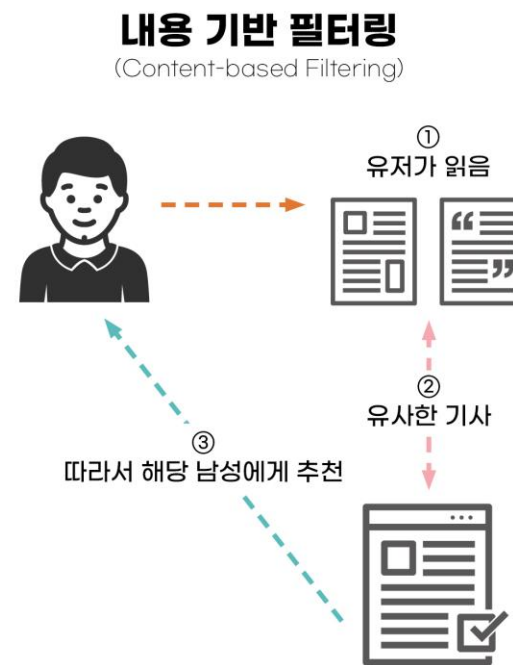 내용 기반 필터링
(Content-based Filtering)
①
유저가 읽음
②
유사한 기사
③
따라서 해당 남성에게 추천